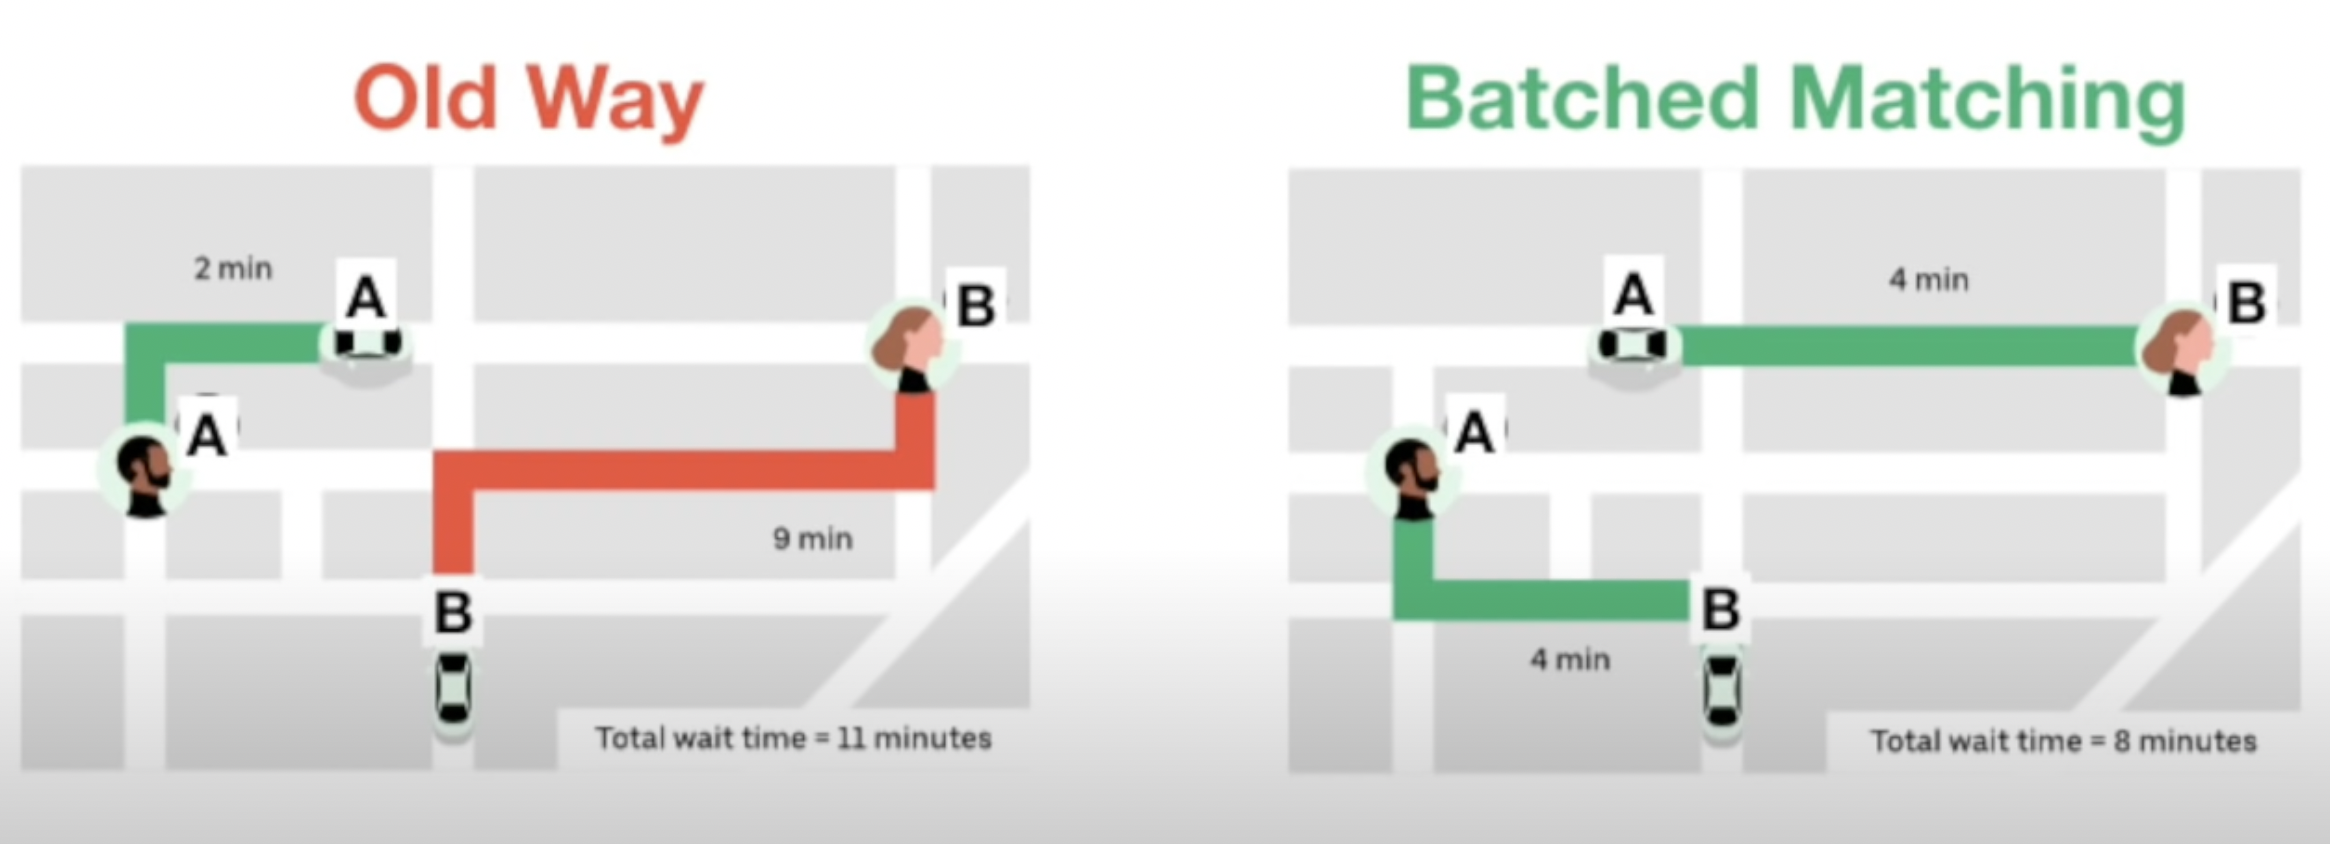 Old Way
2 min
A
B
A
9 min
B
Total wait time = 11 minutes
Batched Matching
A
4 min
B
A
B
4 min
Total wait time = 8 minutes